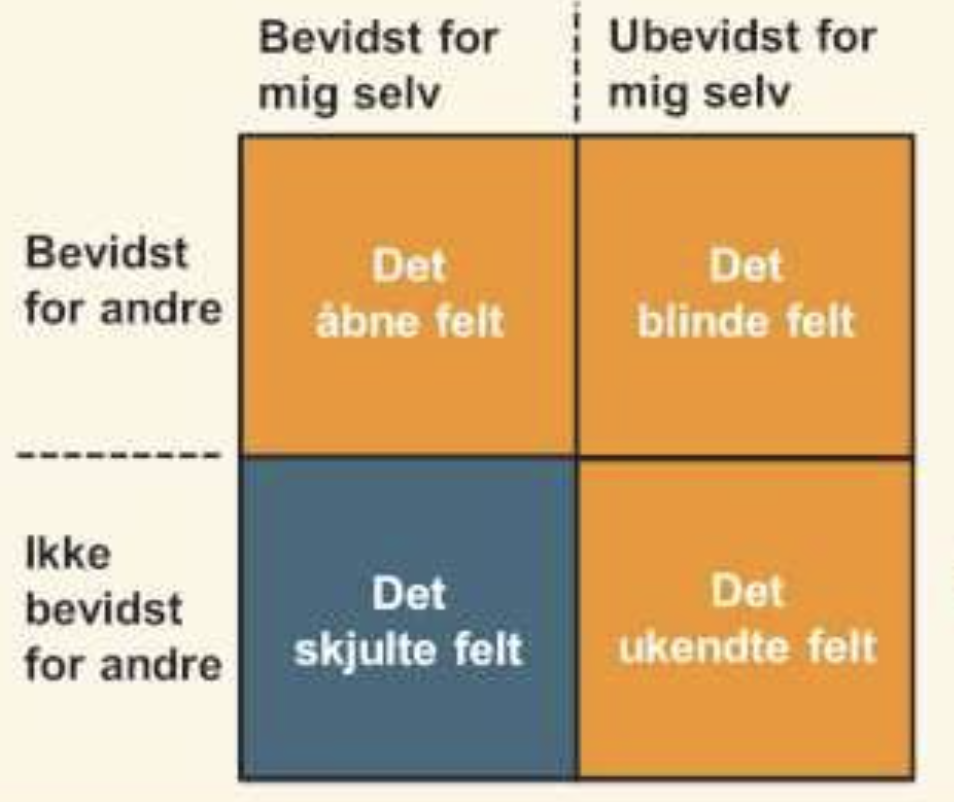 Bevidst for
mig selv
Ubevidst for
mig selv
Bevidst
for andre
Det
åbne felt
Det
blinde felt
Ikke
bevidst
for andre
Det
skjulte felt
Det
ukendte felt